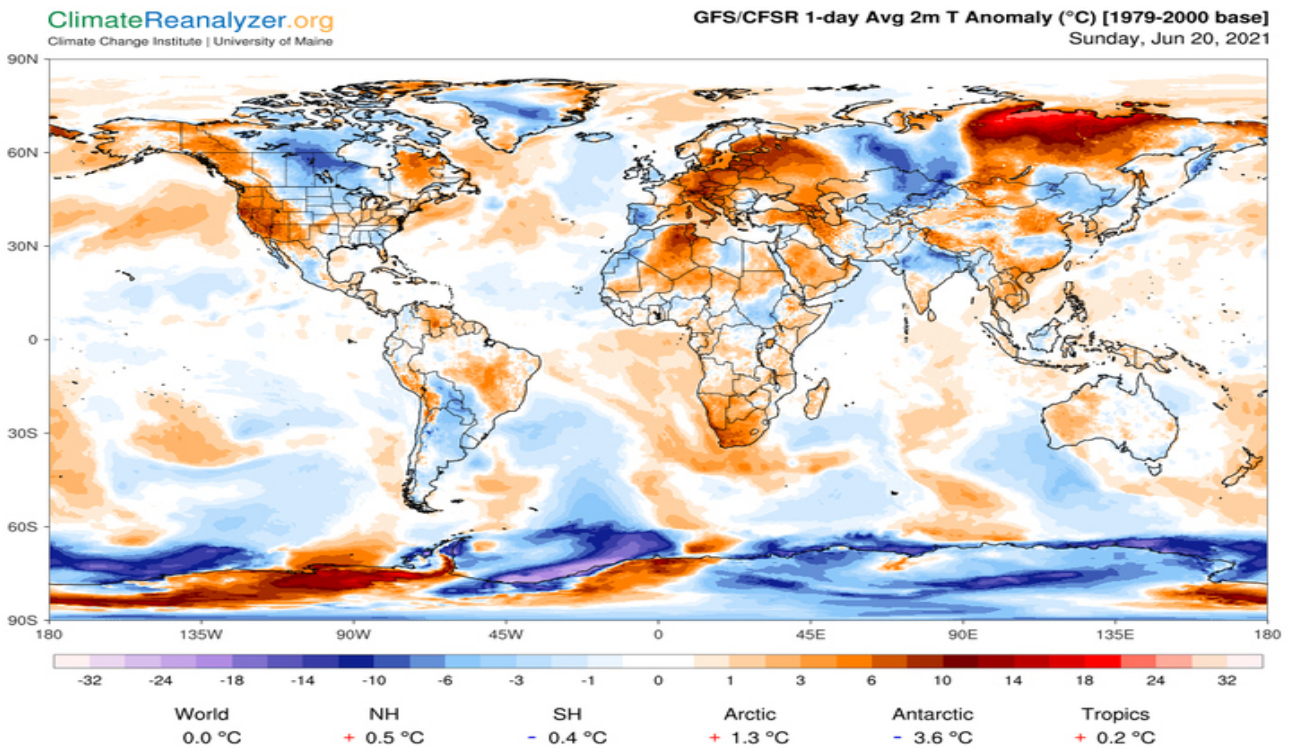 ClimateReanalyzer.org
Climate Change Institute | University of Maine
GFS/CFSR 1-day Avg 2m T Anomaly (°C) [1979-2000 base]
Sunday, Jun 20, 2021
90N
60N
30N
0
30S
60S
90S
180 135W 90W 45W 0 45E 90E 135E 180
-32 -24 -18 -14 -10 -6 -3 -1 0 1 3 6 10 14 18 24 32
World NH SH Arctic Antarctic Tropics
0.0 °C + 0.5 °C - 0.4 °C + 1.3 °C - 3.6 °C + 0.2 °C